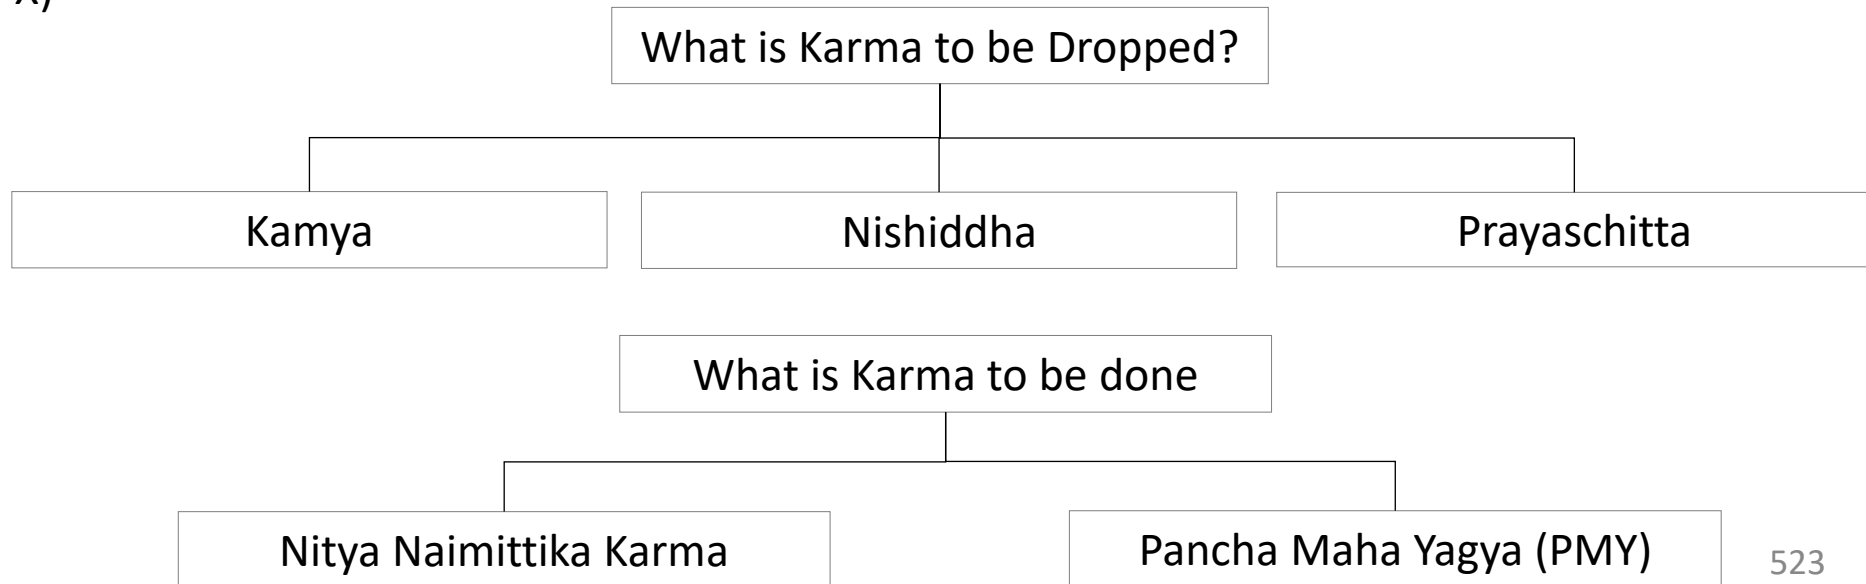 X)
What is Karma to be Dropped?
Kamya
Nishiddha
Prayaschitta
What is Karma to be done
Nitya Naimittika Karma
Pancha Maha Yagya (PMY)
523